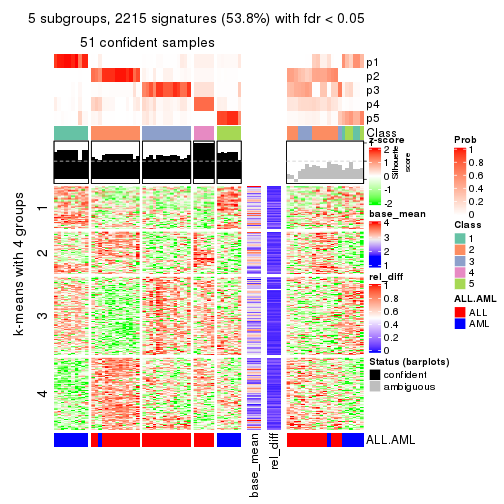 5 subgroups, 2215 signatures (53.8%) with fdr < 0.05
51 confident samples
p1
p2
p3
p4
p5
Class
Silhouette
score
1
2
3
4
k-means with 4 groups
base_mean
rel_diff
ALL.AML
z-score
2
1
0
-1
-2
base_mean
4
3
2
1
rel_diff
1
0.8
0.6
0.4
0.2
0
Status (barplots)
confident
ambiguous
Prob
1
0.8
0.6
0.4
0.2
0
Class
1
2
3
4
5
ALL.AML
ALL
AML